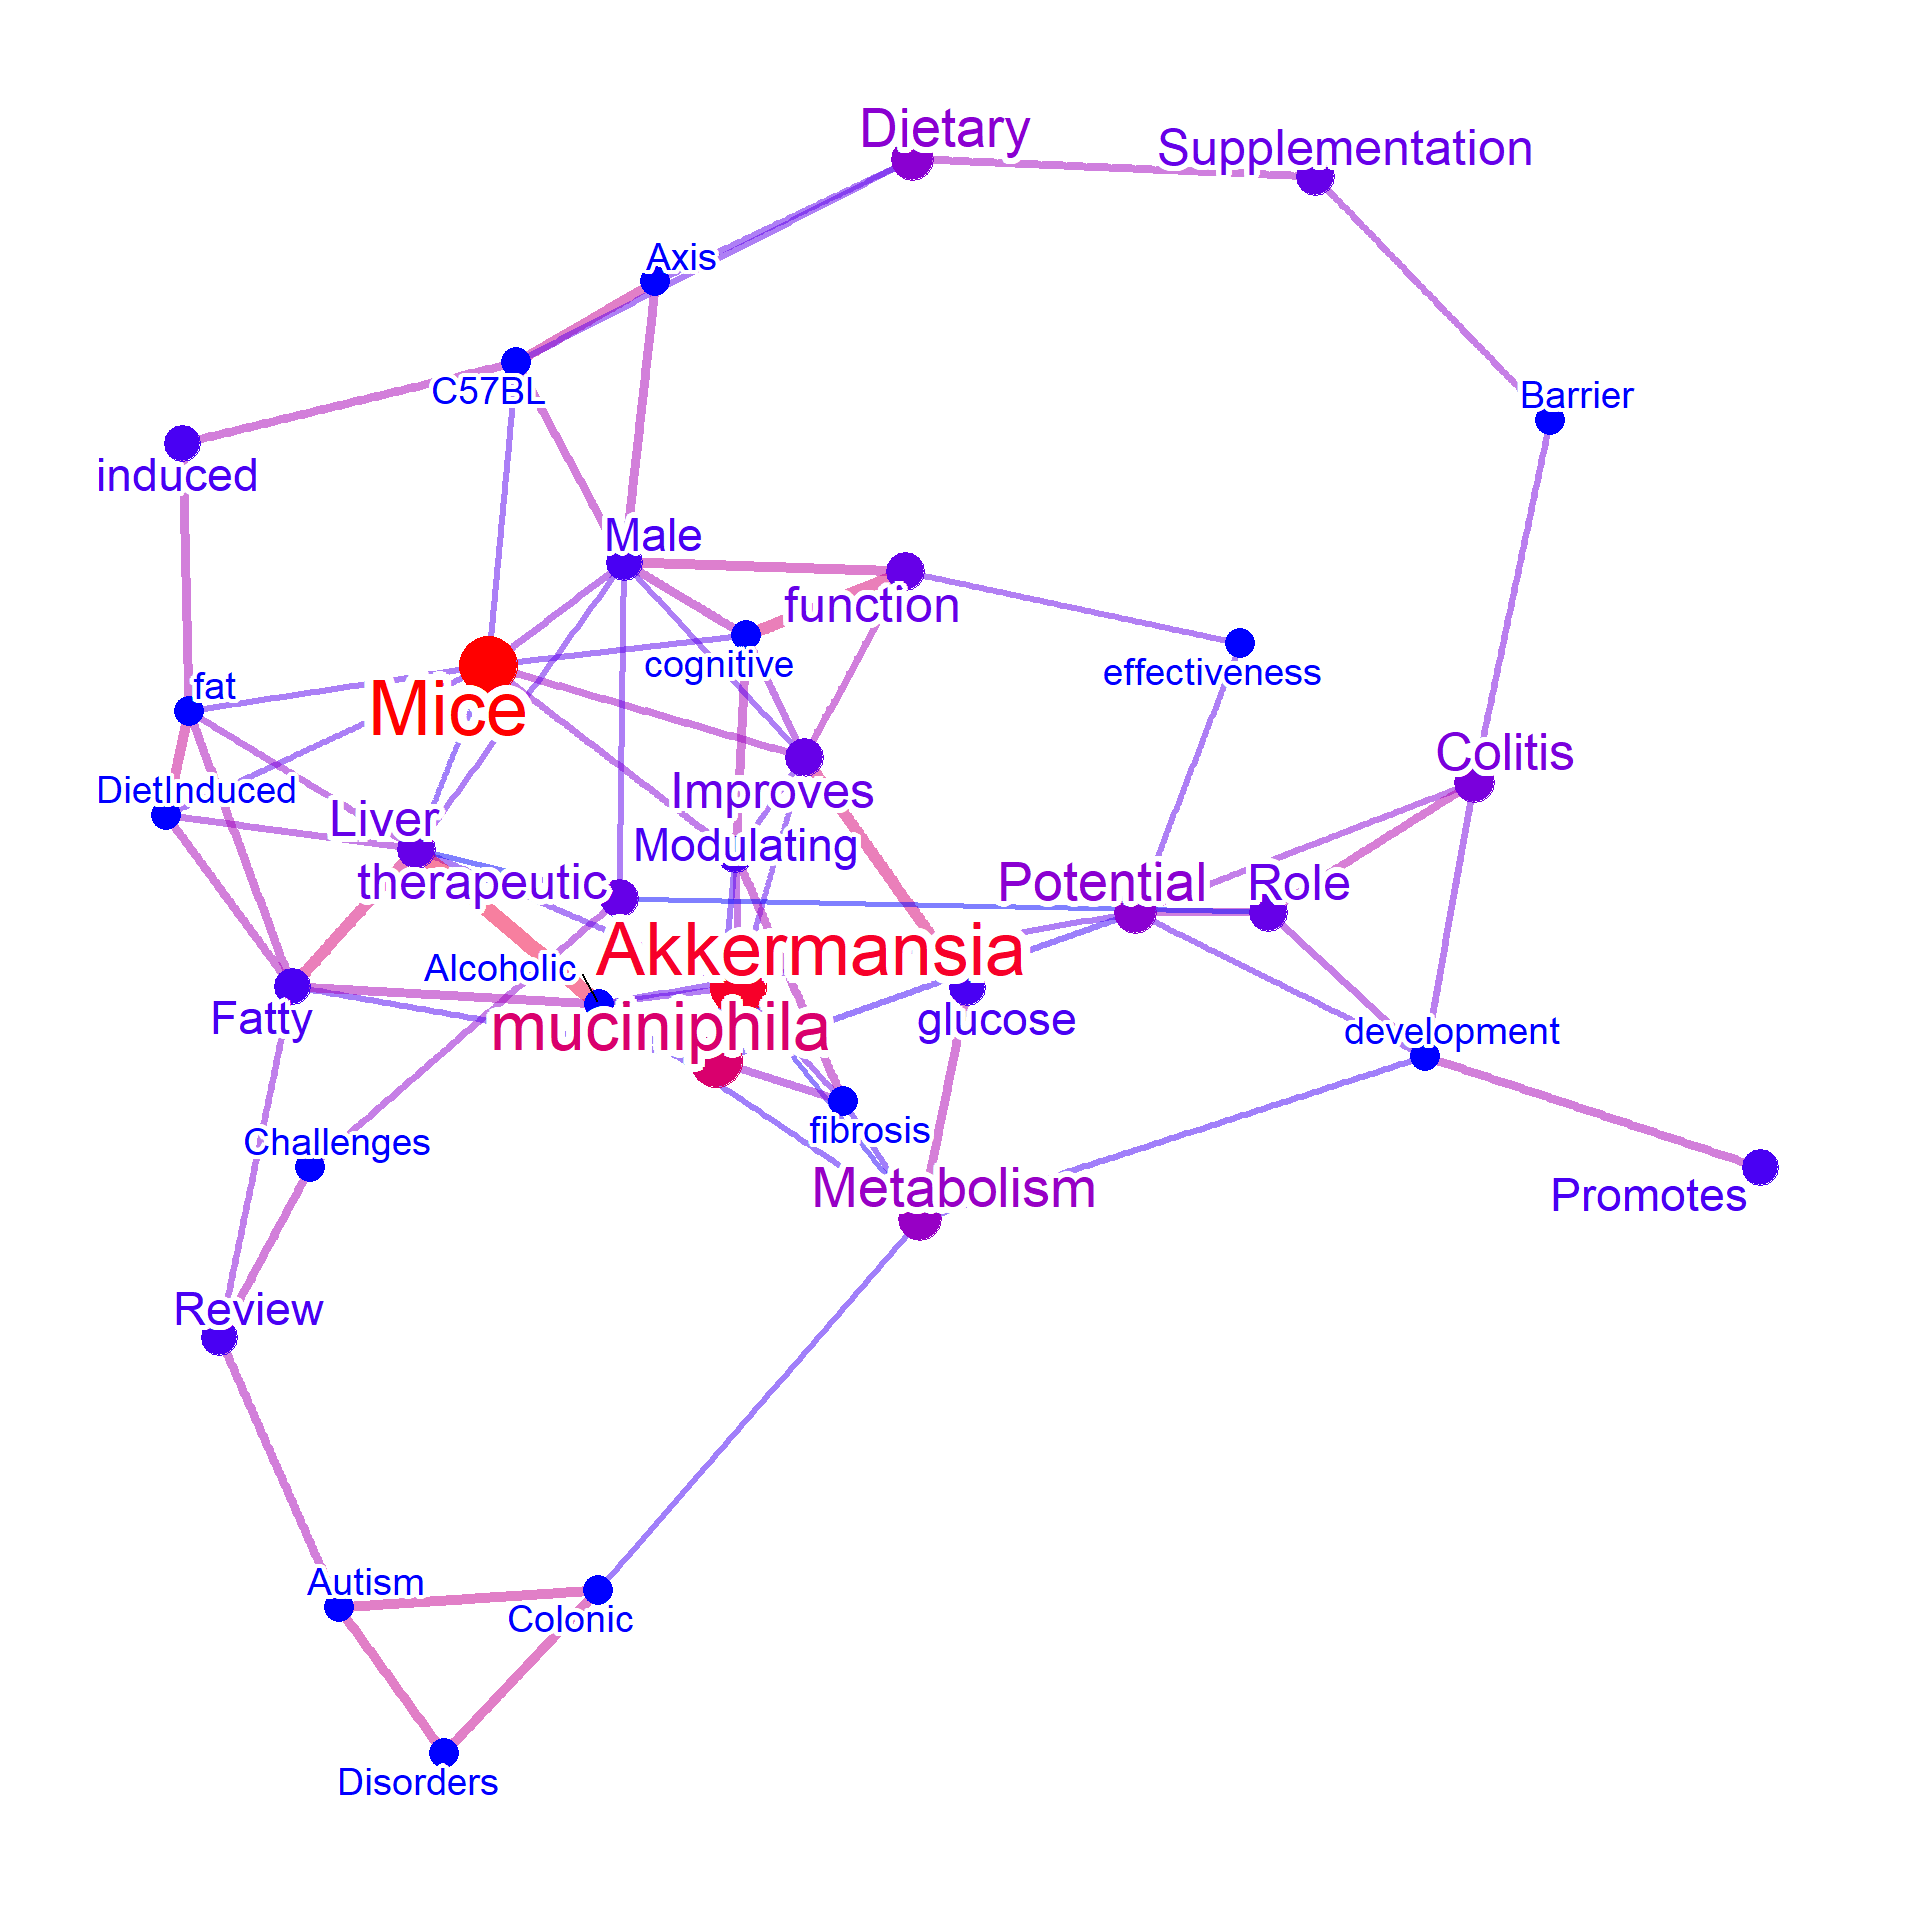 Dietary
Supplementation
Axis
C57BL
Barrier
induced
Male
function
cognitive
effectiveness
fat
Mice
Colitis
DietInduced
Improves
Liver
Modulating
therapeutic
Potential
Role
Akkermansia
Alcoholic
Fatty
muciniphila
glucose
development
fibrosis
Challenges
Metabolism
Promotes
Review
Autism
Colonic
Disorders